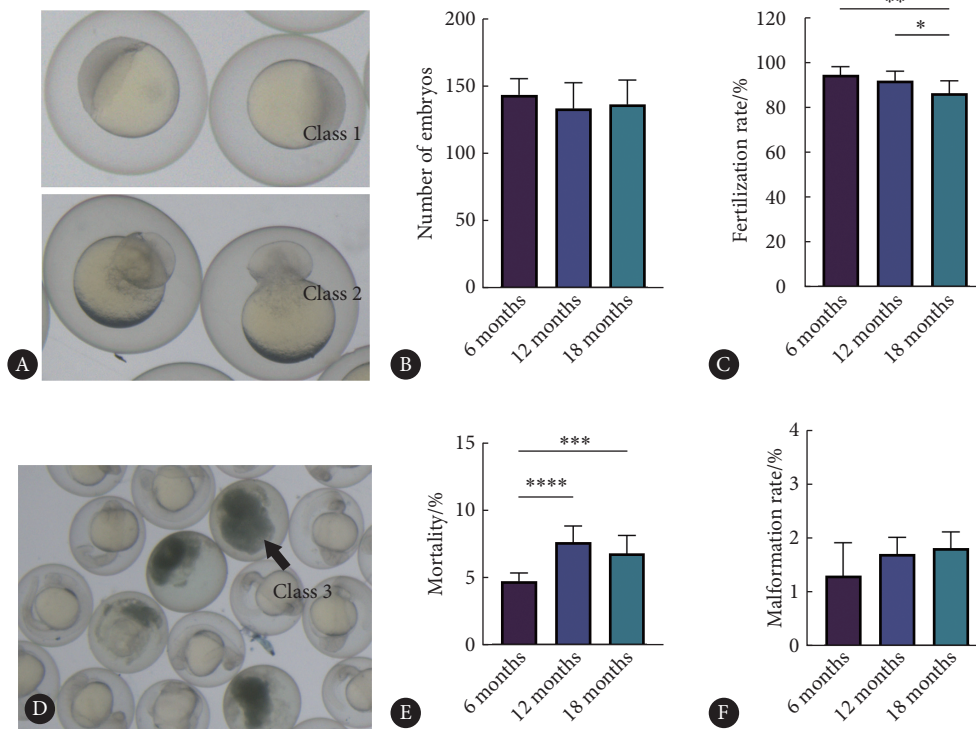 Class 1
Class 2
A
Number of embryos
150
100
50
0
200
6 months
12 months
18 months
B
**
*
Fertilization rate/%
120
100
80
60
40
20
0
6 months
12 months
18 months
C
Class 3
D
***
****
Mortality/%
15
10
5
0
6 months
12 months
18 months
E
Malformation rate/%
4
3
2
1
0
6 months
12 months
18 months
F